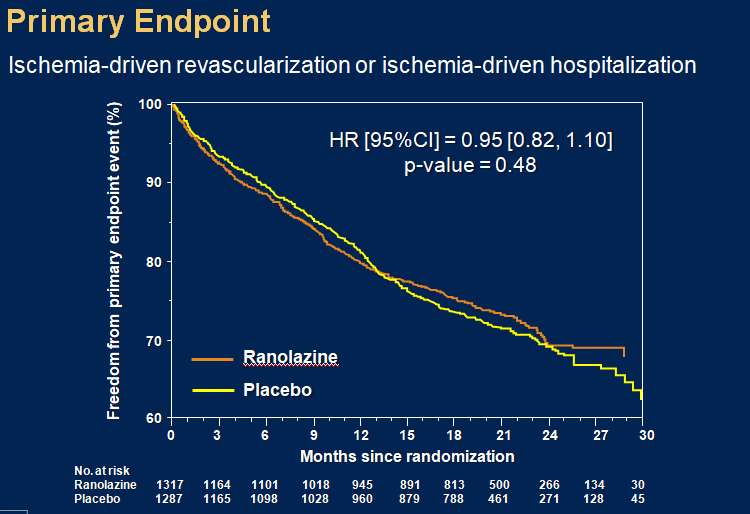 Primary Endpoint
Ischemia-driven revascularization or ischemia-driven hospitalization
Freedom from primary endpoint event (%)
100
90
80
70
60
HR [95%CI] = 0.95 [0.82, 1.10]
p-value = 0.48
Ranolazine
Placebo
0 3 6 9 12 15 18 21 24 27 30
Months since randomization
No. at risk
Ranolazine 1317 1164 1101 1018 945 891 813 500 266 134 30
Placebo 1287 1165 1098 1028 960 879 788 461 271 128 45